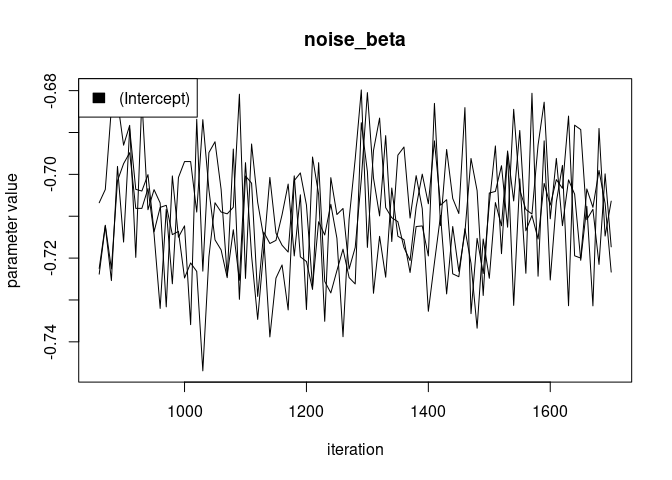 noise_beta
(Intercept)
-0.68
-0.70
-0.72
-0.74
parameter value
1000 1200 1400 1600
iteration